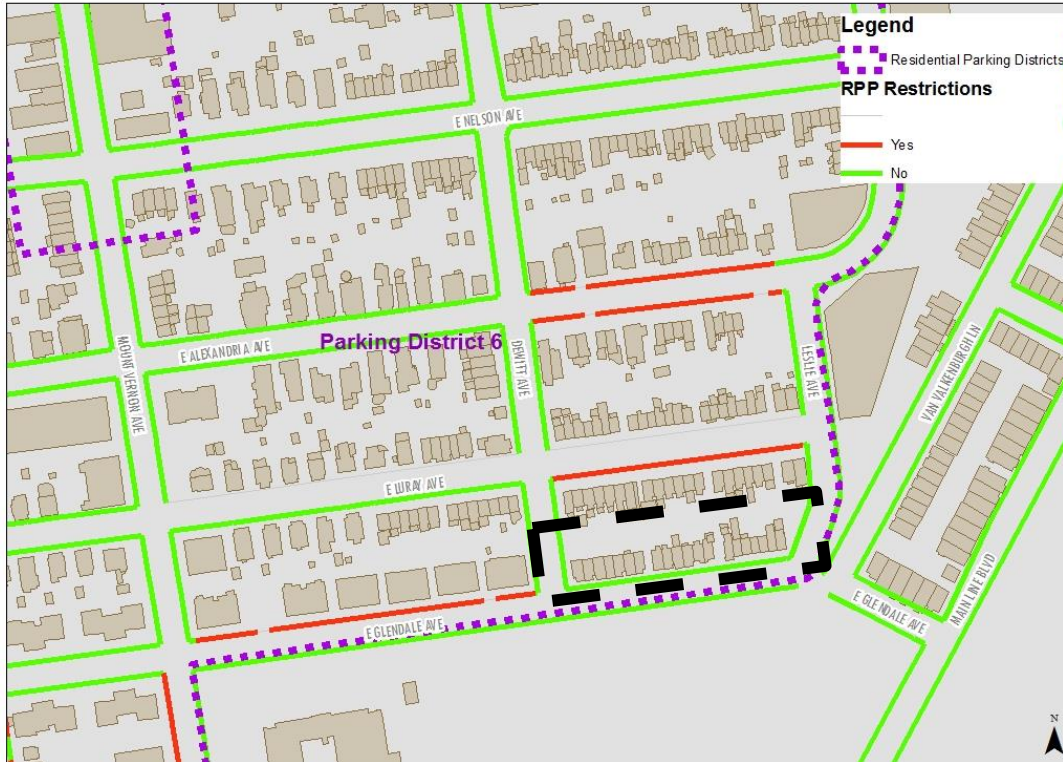 Legend
Residential Parking Districts
RPP Restrictions
Yes
No
E NELSON AVE
MOUNT VERNON AVE
E ALEXANDRIA AVE
Parking District 6
DEWITT AVE
LESLIE AVE
VAN VALKENBURGH LN
E LURAY AVE
E GLENDALE AVE
E GLENDALE AVE
MAIN LINE BLVD
N